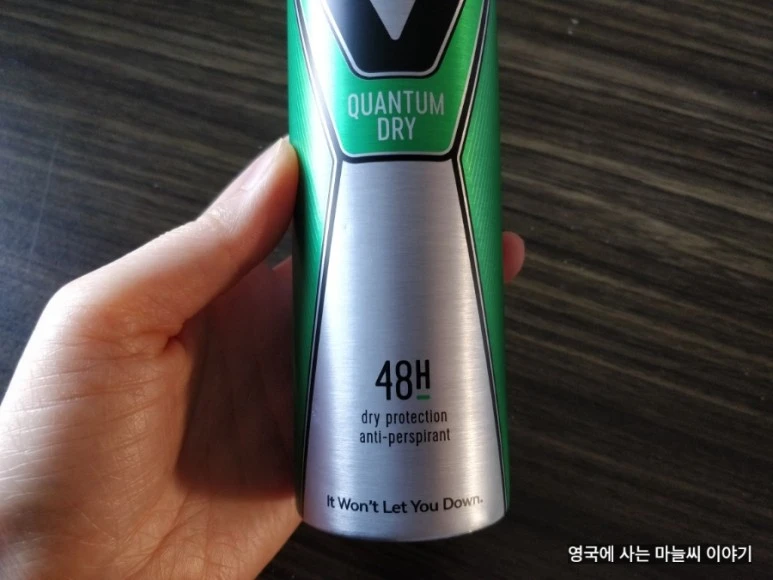 QUANTUM
DRY
48H
dry protection
anti-perspirant
It Won't Let You Down.
영국에 사는 마늘씨 이야기